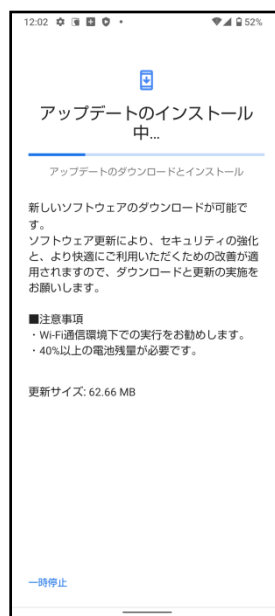 12:02
52%
アップデートのインストール
中...
アップデートのダウンロードとインストール
新しいソフトウェアのダウンロードが可能で
す。
ソフトウェア更新により、セキュリティの強化
と、より快適にご利用いただくための改善が適
用されますので、ダウンロードと更新の実施を
お願いします。
■注意事項
・Wi-Fi通信環境下での実行をお勧めします。
・40%以上の電池残量が必要です。
更新サイズ: 62.66 MB
一時停止